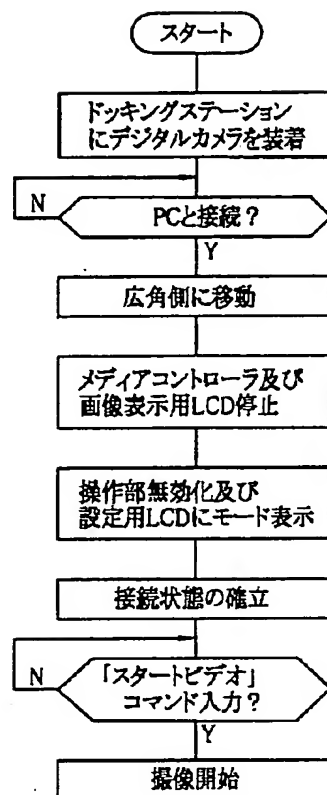 スタート
ドッキングステーション
にデジタルカメラを装着
N
PCと接続？
Y
広角側に移動
メディアコントローラ及び
画像表示用LCD停止
操作部無効化及び
設定用LCDにモード表示
接続状態の確立
N
「スタートビデオ」
コマンド入力？
Y
撮像開始